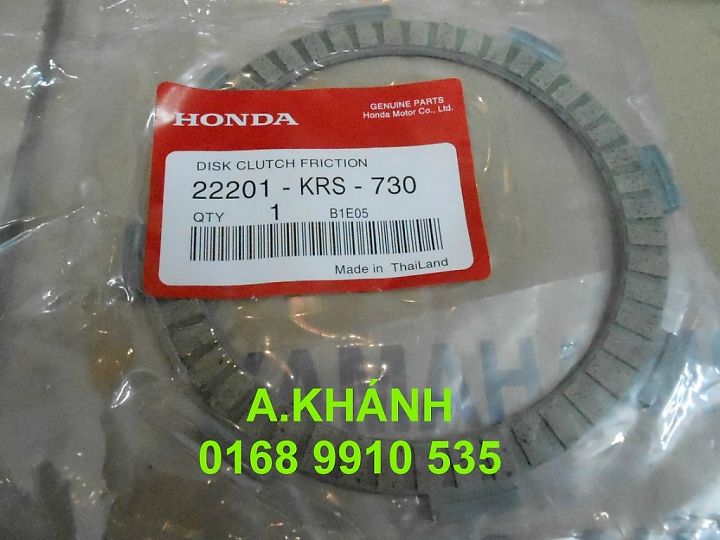 HONDA
GENUINE PARTS
Honda Motor Co., Ltd.
DISK CLUTCH FRICTION
22201 - KRS - 730
QTY 1 B1E05
Made in ThaiLand
YAMAHA
A.KHÁNH
0168 9910 535